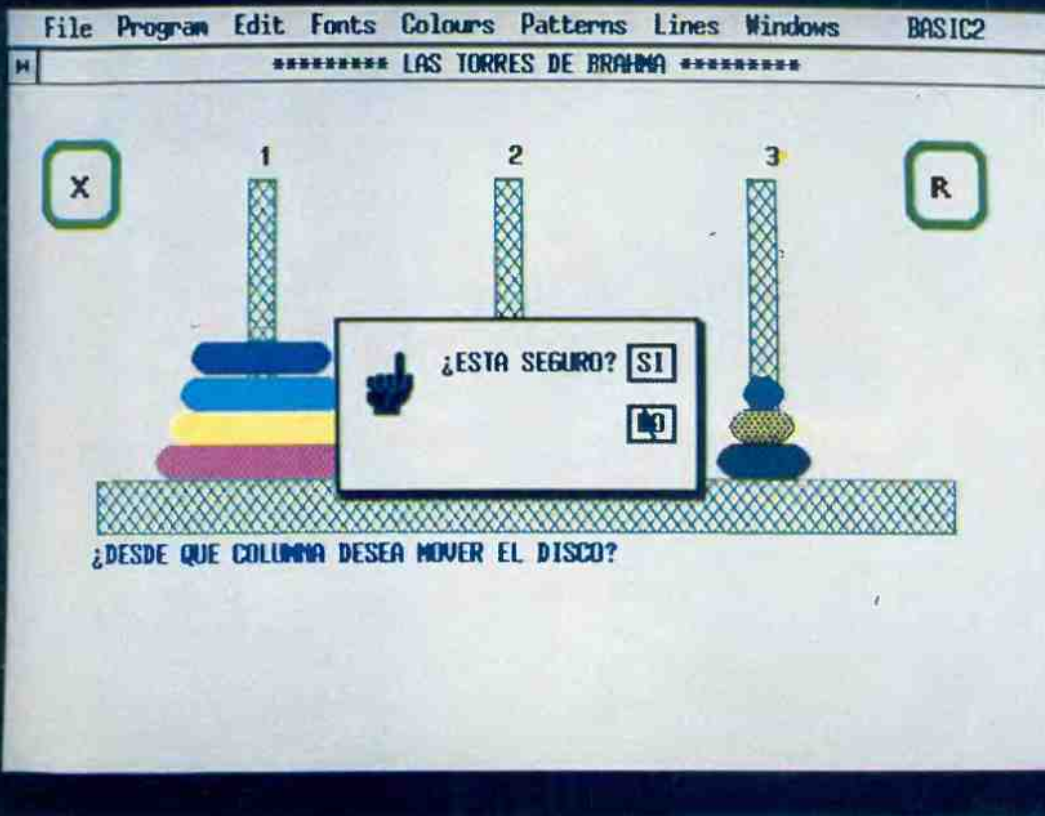 File Program Edit Fonts Colours Patterns Lines Windows BASIC2
********* LAS TORRES DE BRAHMA *********
1 2 3
X R
¿ESTA SEGURO? SI
¿DESDE QUE COLUMNA DESEA MOVER EL DISCO?